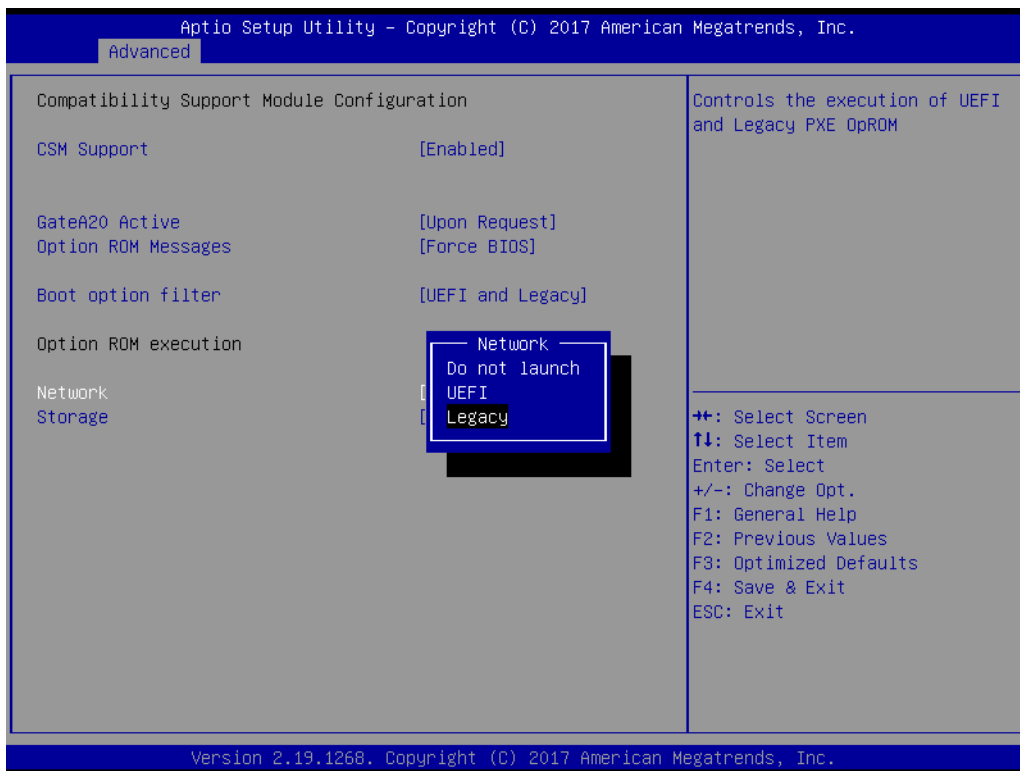 Aptio Setup Utility – Copyright (C) 2017 American Megatrends, Inc.
Advanced
Compatibility Support Module Configuration
CSM Support [Enabled]
GateA20 Active [Upon Request]
Option ROM Messages [Force BIOS]
Boot option filter [UEFI and Legacy]
Option ROM execution
Network [
Storage [
Network
Do not launch
UEFI
Legacy
Controls the execution of UEFI
and Legacy PXE OpROM
→←: Select Screen
↑↓: Select Item
Enter: Select
+/-: Change Opt.
F1: General Help
F2: Previous Values
F3: Optimized Defaults
F4: Save & Exit
ESC: Exit
Version 2.19.1268. Copyright (C) 2017 American Megatrends, Inc.